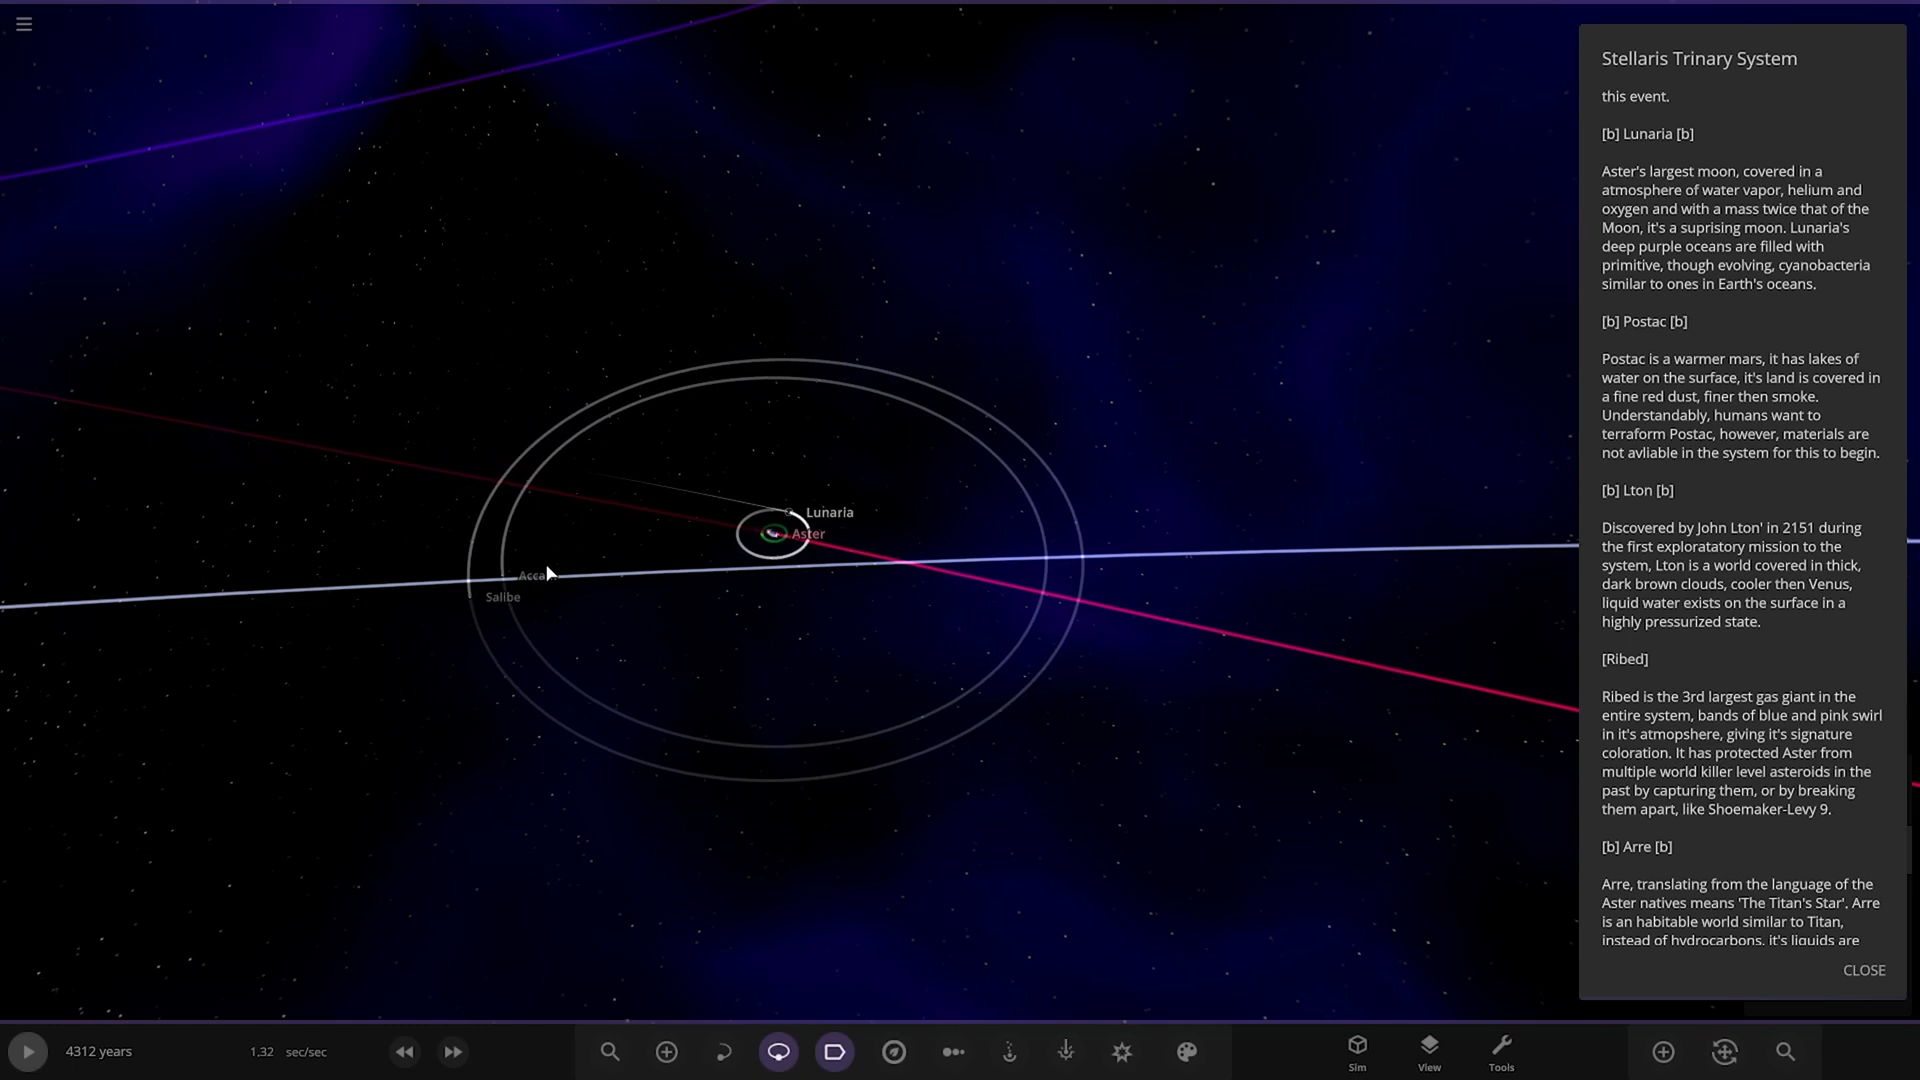 Stellaris Trinary System
this event.
[b] Lunaria [b]
Aster's largest moon, covered in a
atmosphere of water vapor, helium and
oxygen and with a mass twice that of the
Moon, it's a suprising moon. Lunaria's
deep purple oceans are filled with
primitive, though evolving, cyanobacteria
similar to ones in Earth's oceans.
[b] Postac [b]
Postac is a warmer mars, it has lakes of
water on the surface, it's land is covered in
a fine red dust, finer then smoke.
Understandably, humans want to
terraform Postac, however, materials are
not avliable in the system for this to begin.
[b] Lton [b]
Discovered by John Lton' in 2151 during
the first exploratatory mission to the
system, Lton is a world covered in thick,
dark brown clouds, cooler then Venus,
liquid water exists on the surface in a
highly pressurized state.
[Ribed]
Ribed is the 3rd largest gas giant in the
entire system, bands of blue and pink swirl
in it's atmopshere, giving it's signature
coloration. It has protected Aster from
multiple world killer level asteroids in the
past by capturing them, or by breaking
them apart, like Shoemaker-Levy 9.
[b] Arre [b]
Arre, translating from the language of the
Aster natives means 'The Titan's Star'. Arre
is an habitable world similar to Titan,
instead of hydrocarbons, it's liquids are
CLOSE
Lunaria
Aster
Salibe
4312 years
1.32 sec/sec
Sim
View
Tools